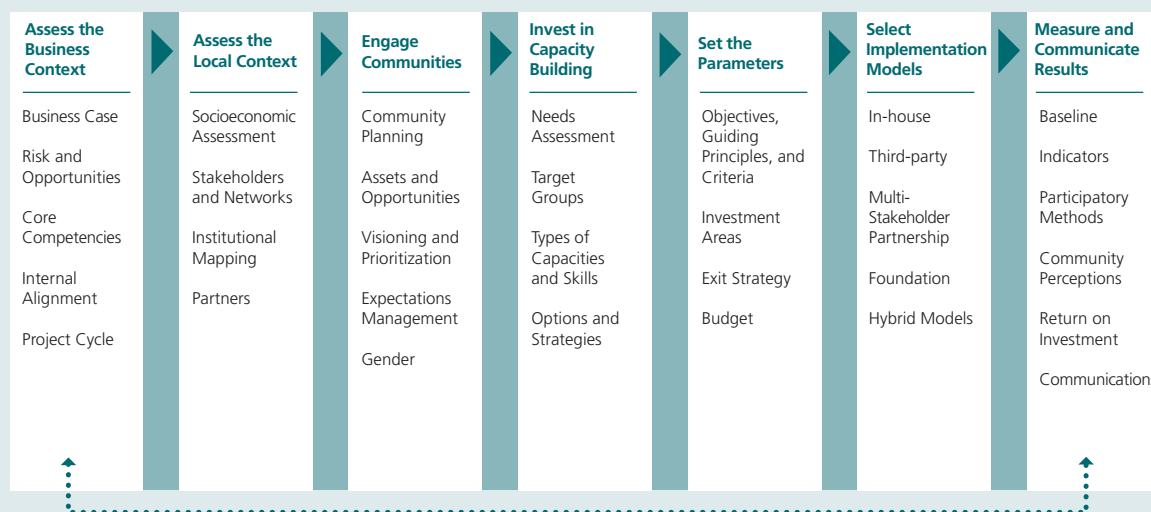 Assess the
Business
Context
Business Case
Risk and
Opportunities
Core
Competencies
Internal
Alignment
Project Cycle
Assess the
Local Context
Socioeconomic
Assessment
Stakeholders
and Networks
Institutional
Mapping
Partners
Engage
Communities
Community
Planning
Assets and
Opportunities
Visioning and
Prioritization
Expectations
Management
Gender
Invest in
Capacity
Building
Needs
Assessment
Target
Groups
Types of
Capacities
and Skills
Options and
Strategies
Set the
Parameters
Objectives,
Guiding
Principles, and
Criteria
Investment
Areas
Exit Strategy
Budget
Select
Implementation
Models
In-house
Third-party
Multi-
Stakeholder
Partnership
Foundation
Hybrid Models
Measure and
Communicate
Results
Baseline
Indicators
Participatory
Methods
Community
Perceptions
Return on
Investment
Communications